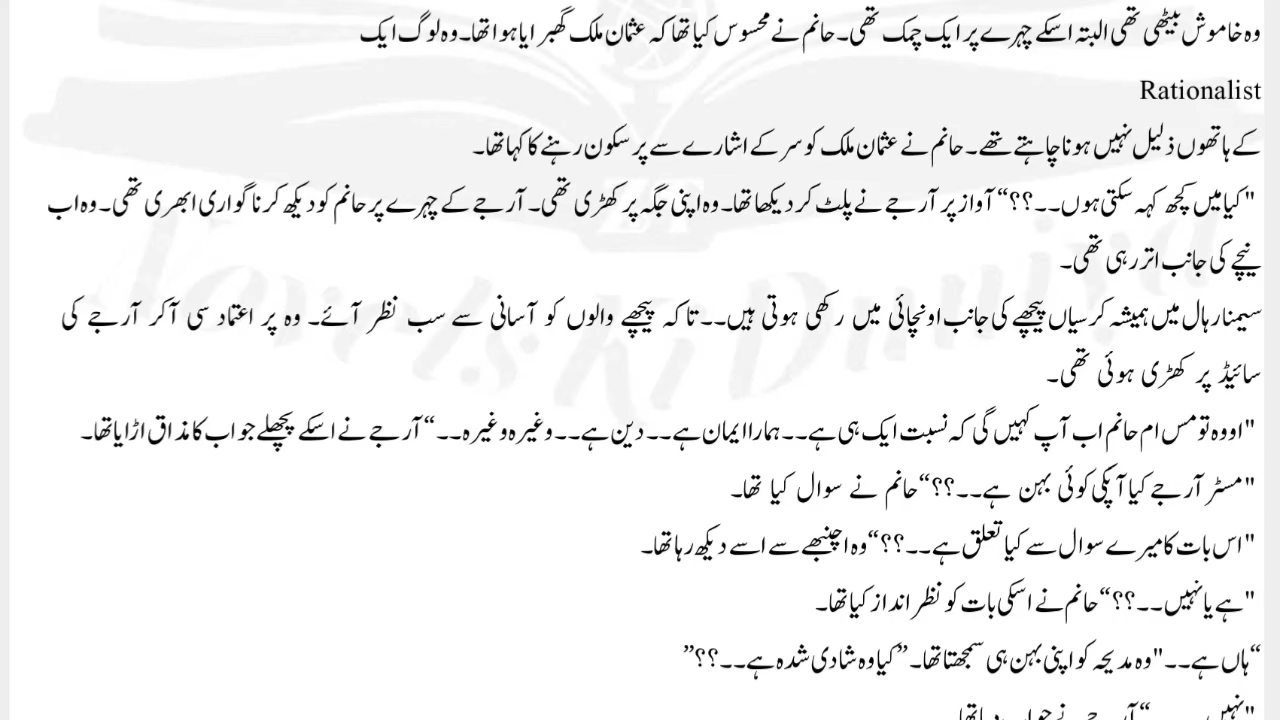 وہ خاموش بیٹھی تھی البتہ اسکے چہرے پر ایک چمک تھی۔ حانم نے محسوس کیا تھا کہ عثمان ملک گھبرایا ہوا تھا۔ وہ لوگ ایک
Rationalist
کے ہاتھوں ذلیل نہیں ہونا چاہتے تھے۔ حانم نے عثمان ملک کو سر کے اشارے سے پر سکون رہنے کا کہا تھا۔
"کیا میں کچھ کہہ سکتی ہوں۔۔؟؟“ آواز پر آرجے نے پلٹ کر دیکھا تھا۔ وہ اپنی جگہ پر کھڑی تھی۔ آرجے کے چہرے پر حانم کو دیکھ کر ناگواری ابھری تھی۔ وہ اب
نیچے کی جانب اتر رہی تھی۔
سیمنار ہال میں ہمیشہ کرسیاں پیچھے کی جانب اونچائی میں رکھی ہوتی ہیں۔۔ تاکہ پیچھے والوں کو آسانی سے سب نظر آئے۔ وہ پر اعتماد سی آکر آرجے کی
سائیڈ پر کھڑی ہوئی تھی۔
"اووہ تو مس ام حانم اب آپ کہیں گی کہ نسبت ایک ہی ہے۔۔ ہمارا ایمان ہے۔۔ دین ہے۔۔ وغیرہ وغیرہ۔۔“ آرجے نے اسکے پچھلے جواب کا مذاق اڑایا تھا۔
"مسٹر آرجے کیا آپکی کوئی بہن ہے۔۔؟؟“ حانم نے سوال کیا تھا۔
"اس بات کا میرے سوال سے کیا تعلق ہے۔۔؟؟“ وہ اچنبھے سے اسے دیکھ رہا تھا۔
"ہے یا نہیں۔۔؟؟“ حانم نے اسکی بات کو نظر انداز کیا تھا۔
“ہاں ہے۔۔" وہ مدیحہ کو اپنی بہن ہی سمجھتا تھا۔ ”کیا وہ شادی شدہ ہے۔۔؟؟”
"نہیں۔۔۔“ آرجے نے جواب دیا تھا۔
Novels Ki Duniya